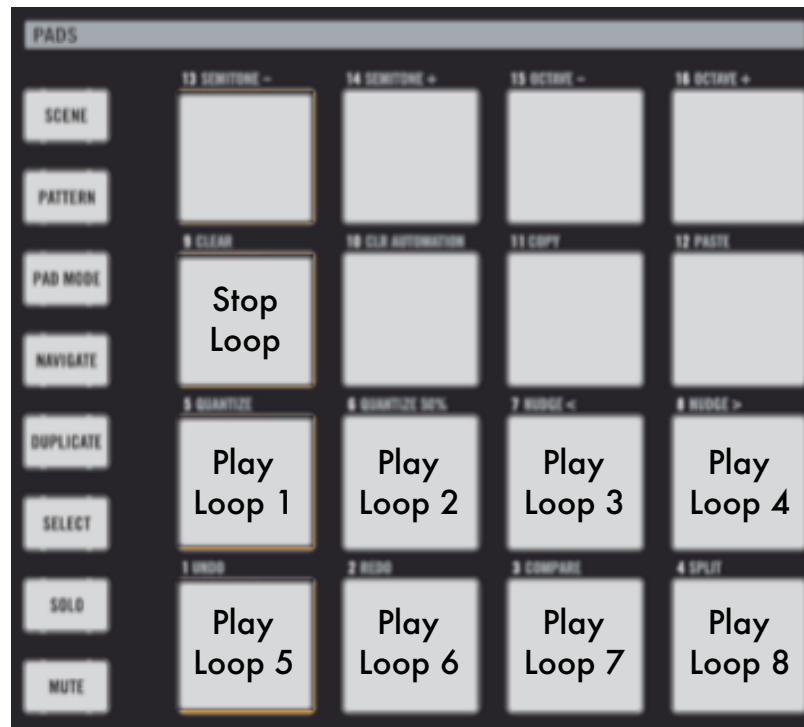 PADS
13 SEMITONE - 14 SEMITONE + 15 OCTAVE - 16 OCTAVE +
SCENE
PATTERN
9 CLEAR 10 CLR AUTOMATION 11 COPY 12 PASTE
PAD MODE
Stop
Loop
NAVIGATE
5 QUANTIZE 6 QUANTIZE 50% 7 NUDGE < 8 NUDGE >
DUPLICATE
Play Play Play Play
Loop 1 Loop 2 Loop 3 Loop 4
SELECT
1 UNDO 2 REDO 3 COMPARE 4 SPLIT
SOLO
Play Play Play Play
Loop 5 Loop 6 Loop 7 Loop 8
MUTE